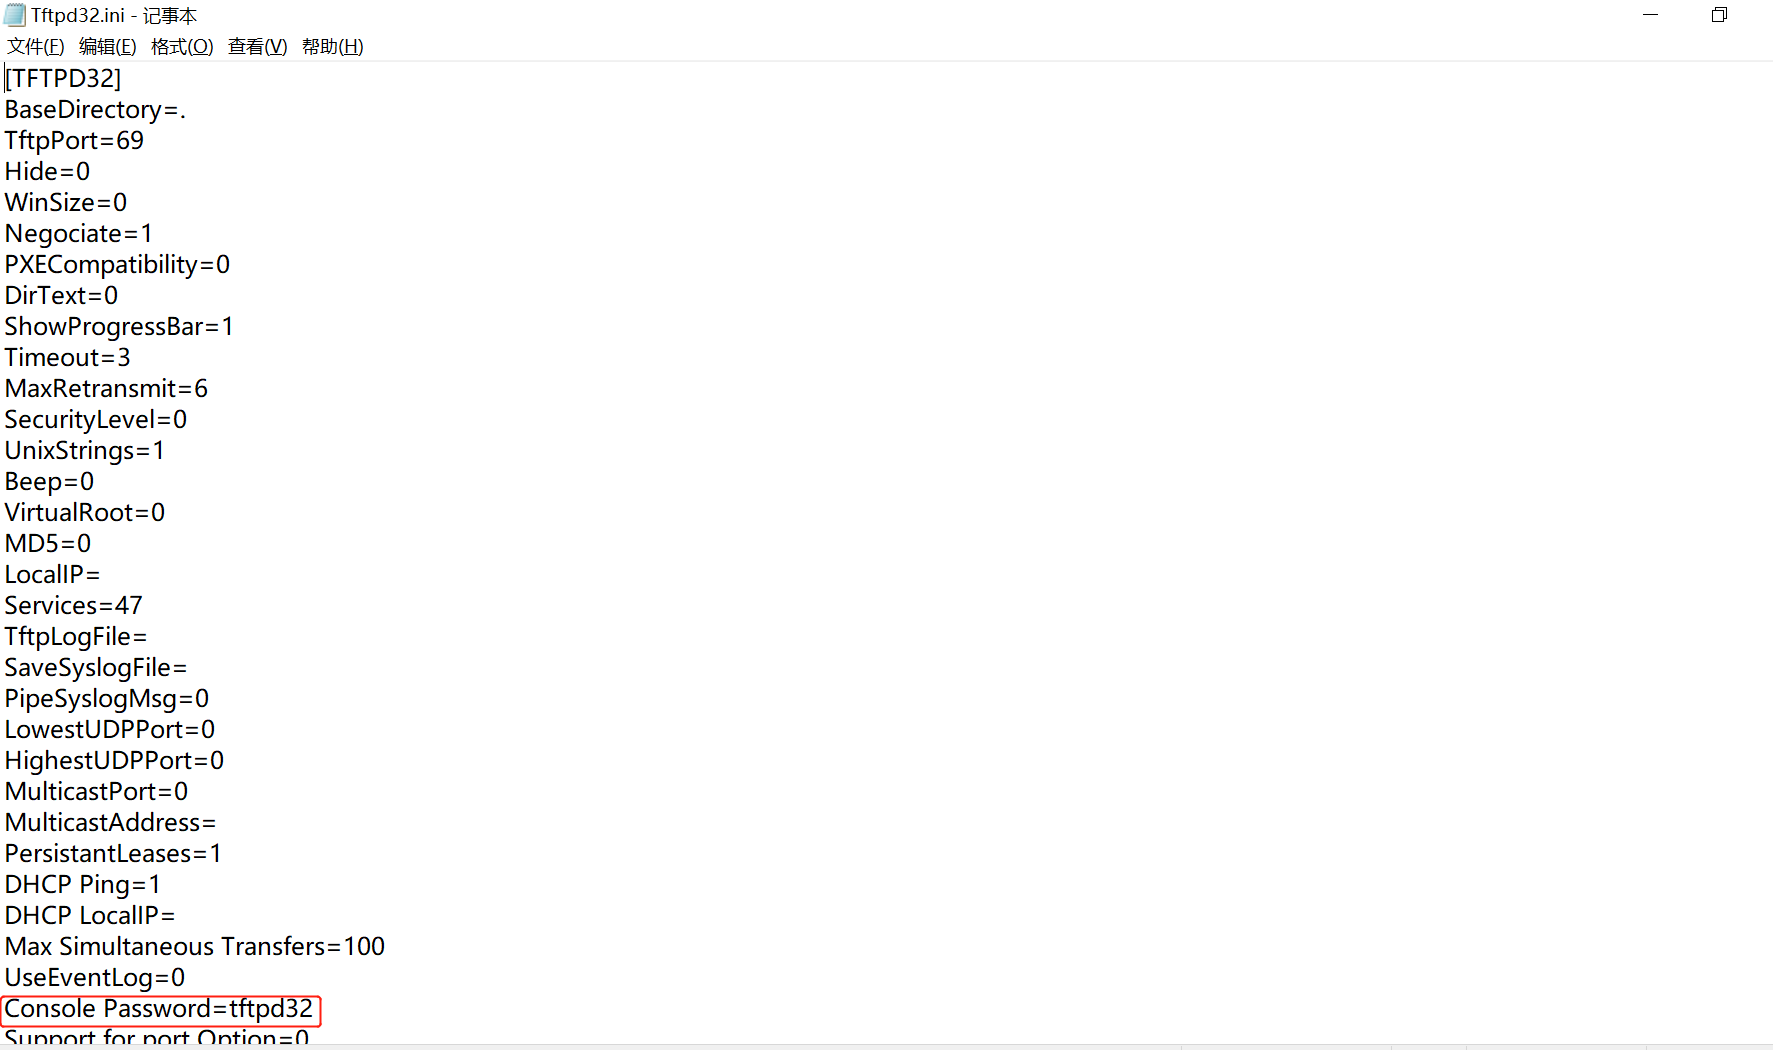 Tftpd32.ini - 记事本
文件(F) 编辑(E) 格式(O) 查看(V) 帮助(H)
[TFTPD32]
BaseDirectory=.
TftpPort=69
Hide=0
WinSize=0
Negociate=1
PXECompatibility=0
DirText=0
ShowProgressBar=1
Timeout=3
MaxRetransmit=6
SecurityLevel=0
UnixStrings=1
Beep=0
VirtualRoot=0
MD5=0
LocalIP=
Services=47
TftpLogFile=
SaveSyslogFile=
PipeSyslogMsg=0
LowestUDPPort=0
HighestUDPPort=0
MulticastPort=0
MulticastAddress=
PersistantLeases=1
DHCP Ping=1
DHCP LocalIP=
Max Simultaneous Transfers=100
UseEventLog=0
Console Password=tftpd32
Support for port Option=0